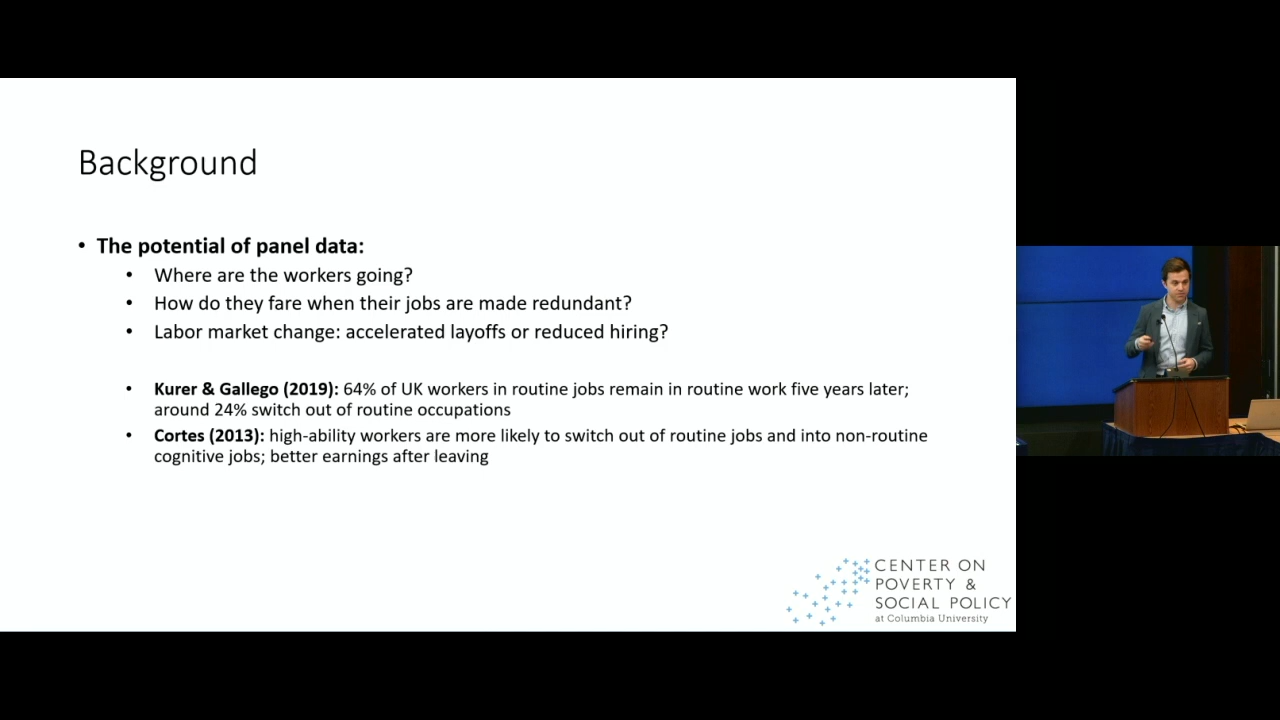 Background
• The potential of panel data:
• Where are the workers going?
• How do they fare when their jobs are made redundant?
• Labor market change: accelerated layoffs or reduced hiring?
• Kurer & Gallego (2019): 64% of UK workers in routine jobs remain in routine work five years later;
around 24% switch out of routine occupations
• Cortes (2013): high-ability workers are more likely to switch out of routine jobs and into non-routine
cognitive jobs; better earnings after leaving
CENTER ON
POVERTY &
SOCIAL POLICY
at Columbia University